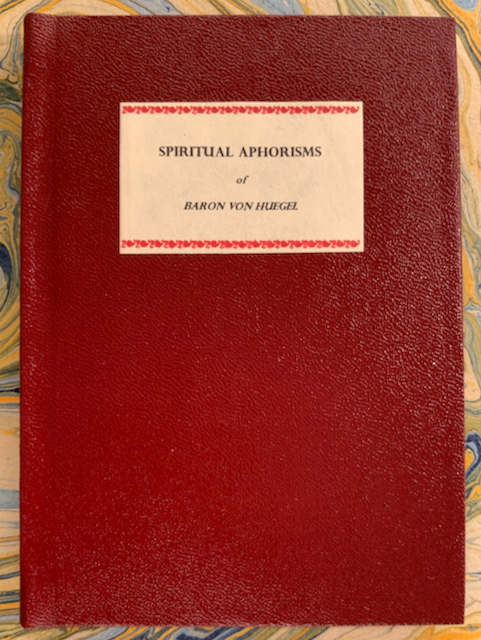 SPIRITUAL APHORISMS
of
BARON VON HUEGEL